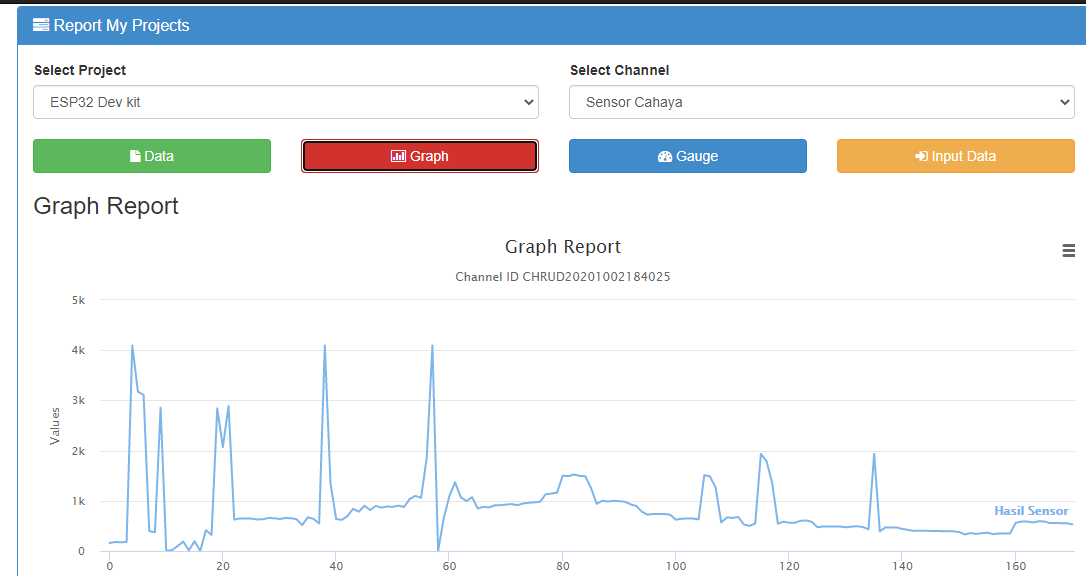 Report My Projects
Select Project
Select Channel
ESP32 Dev kit
Sensor Cahaya
Data
Graph
Gauge
Input Data
Graph Report
Graph Report
Channel ID CHRUD20201002184025
5k
4k
3k
2k
1k
0
Values
Hasil Sensor
0 20 40 60 80 100 120 140 160